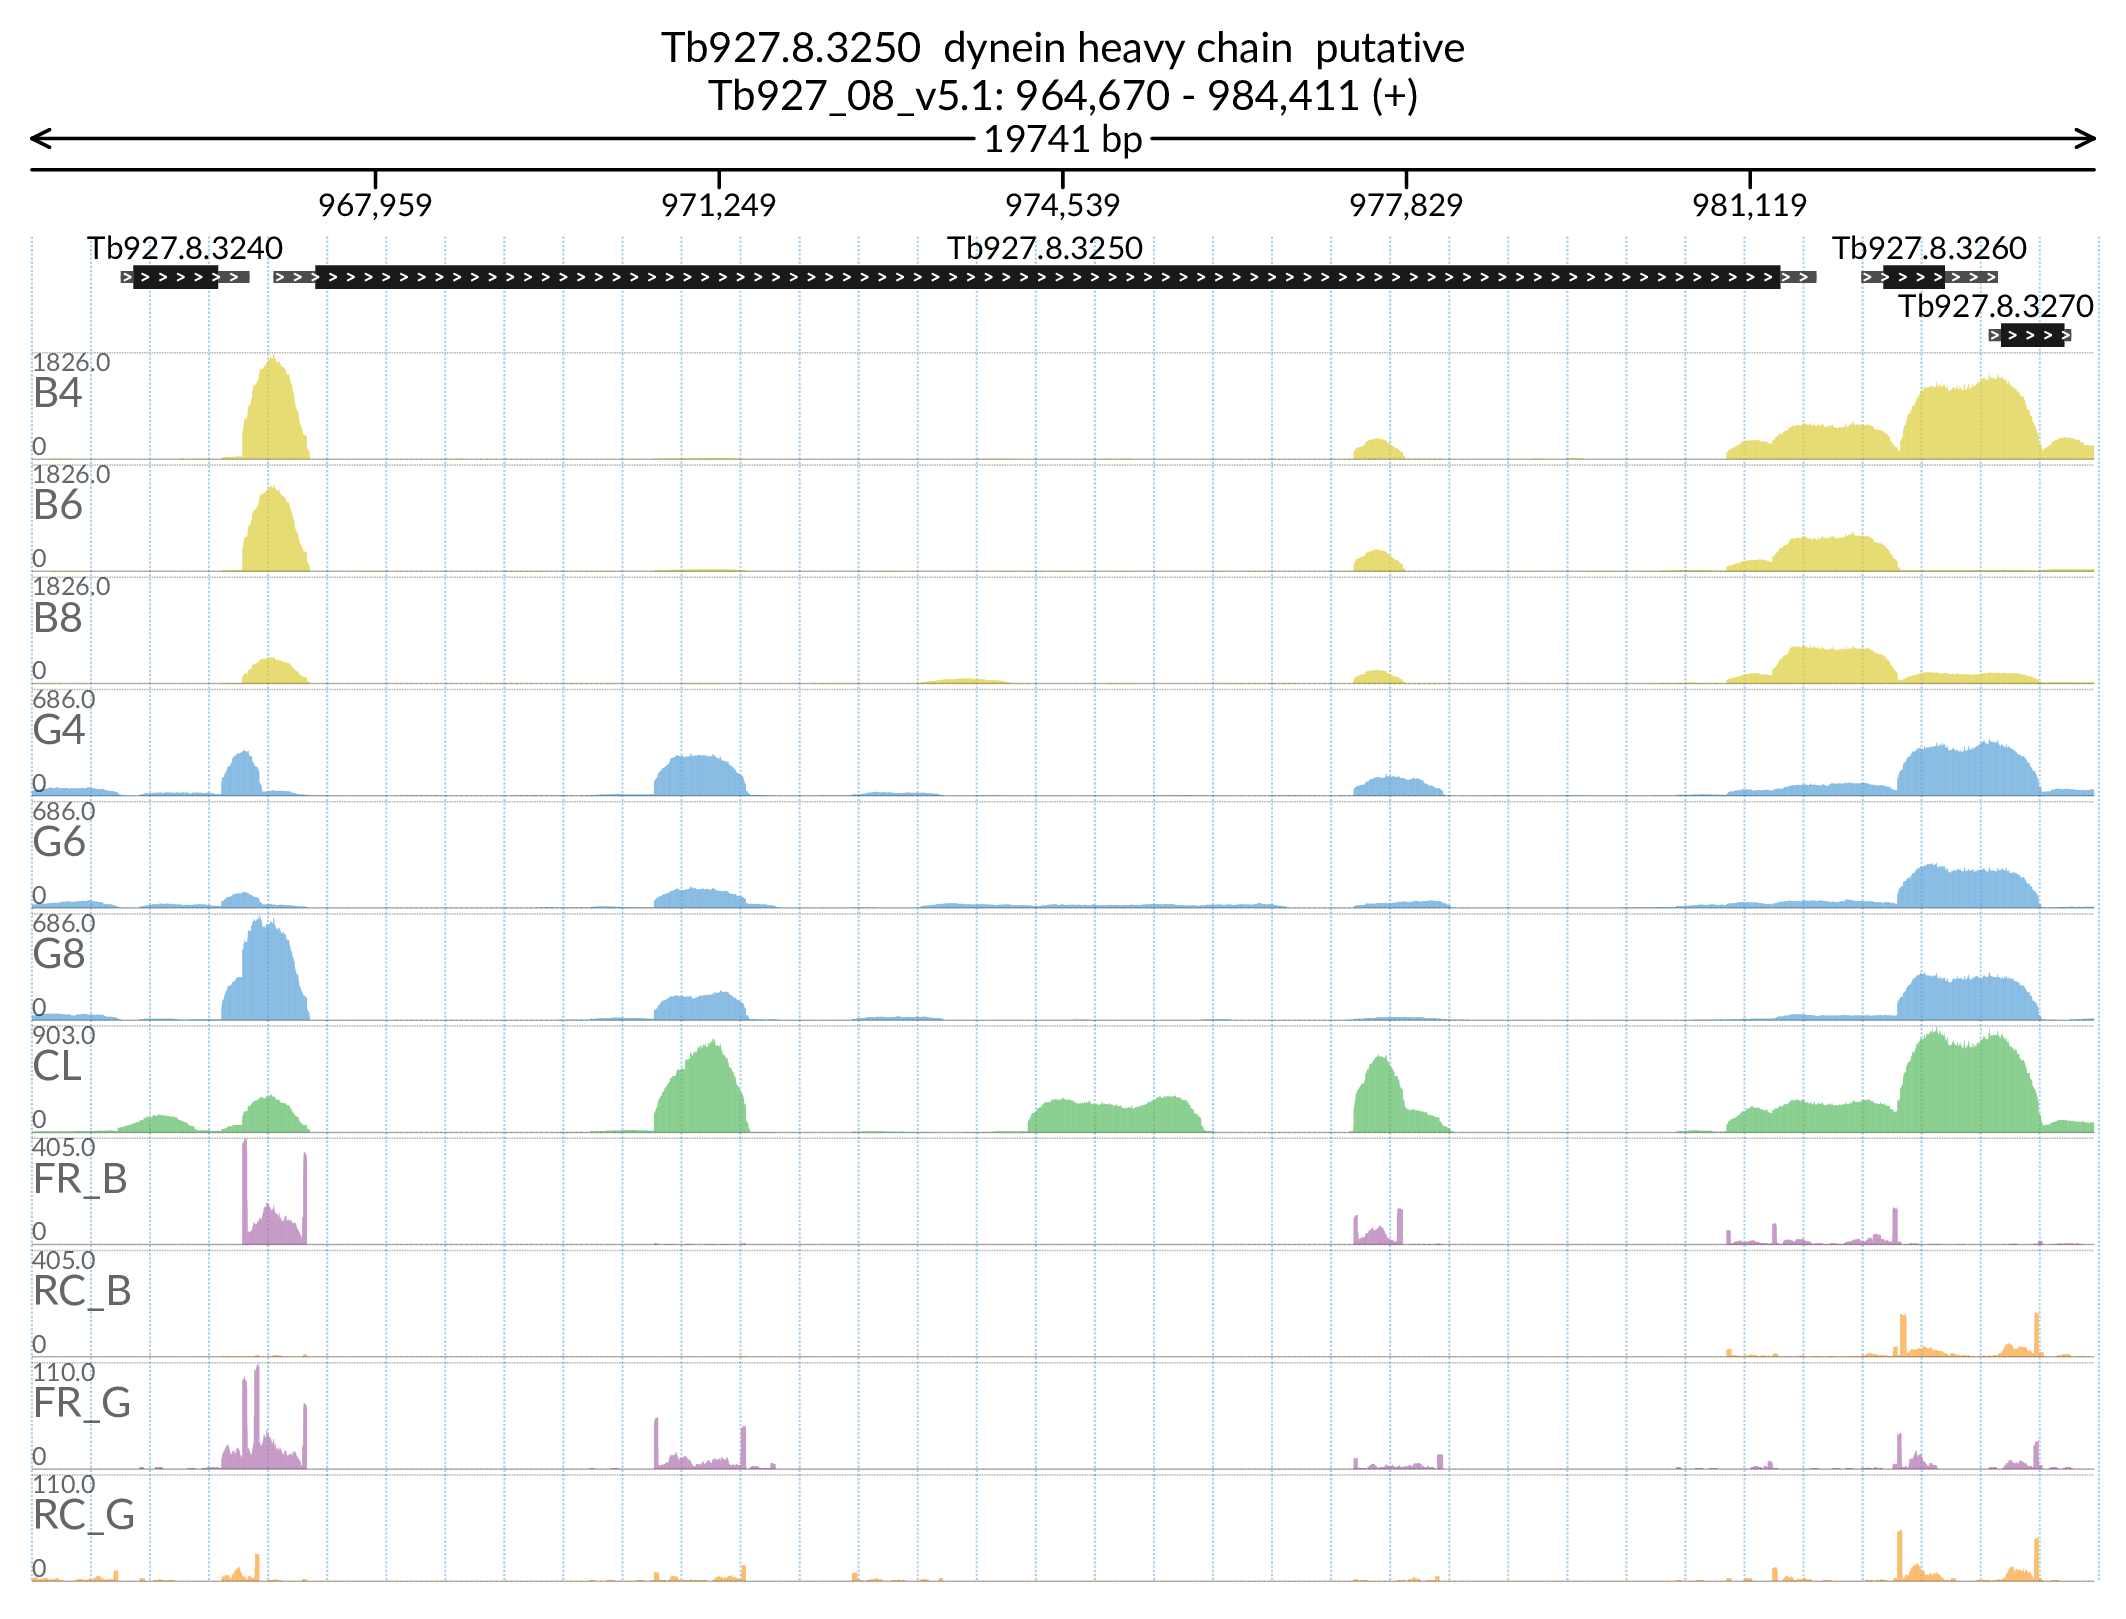 Tb927.8.3250  dynein heavy chain  putative
Tb927_08_v5.1: 964,670 - 984,411 (+)
19741 bp
967,959 971,249 974,539 977,829 981,119
Tb927.8.3240 Tb927.8.3250 Tb927.8.3260
Tb927.8.3270
1826.0
B4
0
1826.0
B6
0
1826.0
B8
0
686.0
G4
0
686.0
G6
0
686.0
G8
0
903.0
CL
0
405.0
FR_B
0
405.0
RC_B
0
110.0
FR_G
0
110.0
RC_G
0